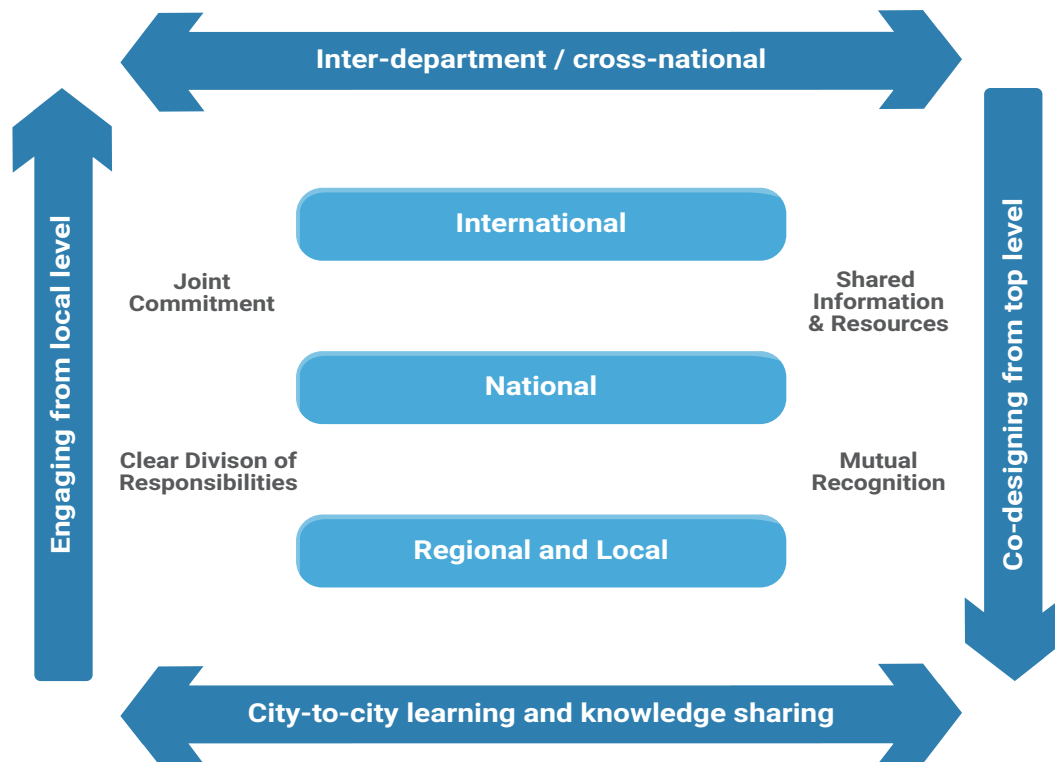 Inter-department / cross-national
Engaging from local level
Co-designing from top level
International
Joint
Commitment
Shared
Information
& Resources
National
Clear Divison of
Responsibilities
Mutual
Recognition
Regional and Local
City-to-city learning and knowledge sharing